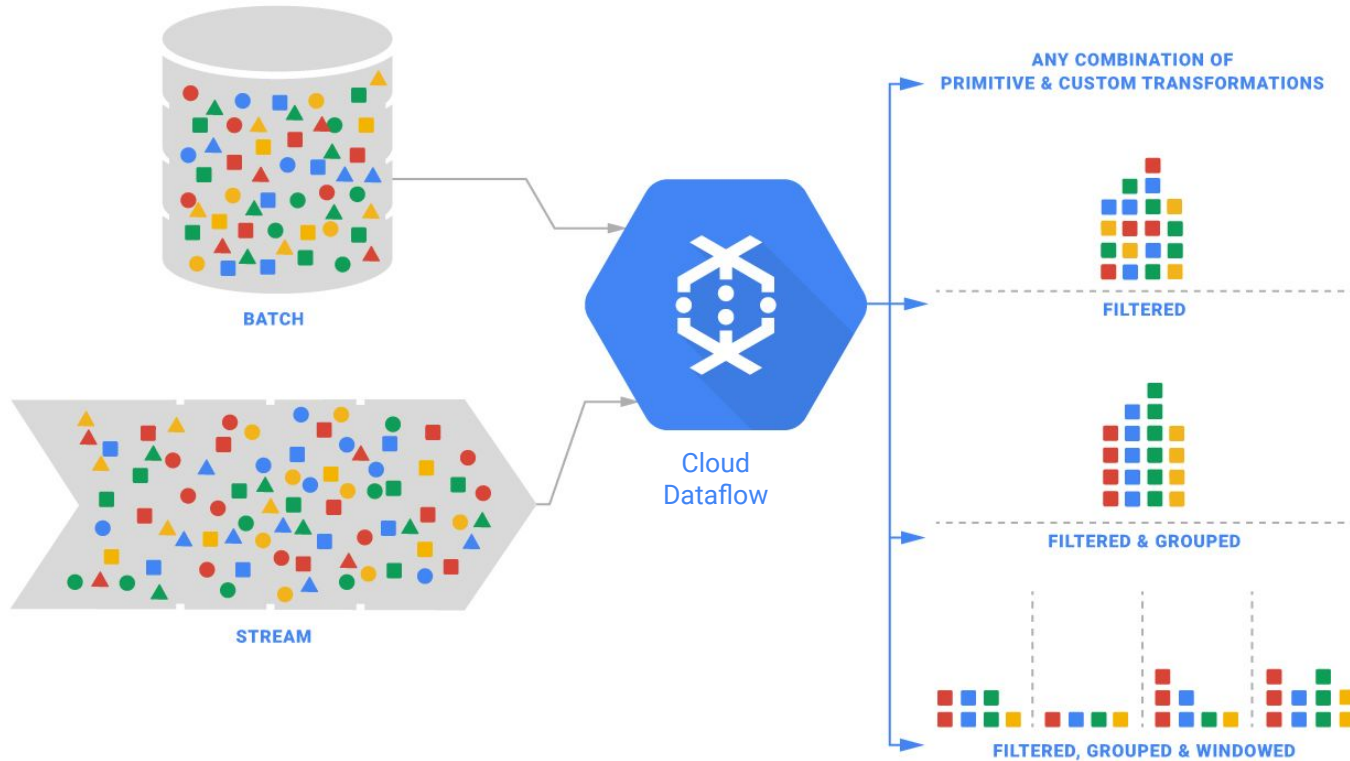 BATCH
STREAM
Cloud
Dataflow
ANY COMBINATION OF
PRIMITIVE & CUSTOM TRANSFORMATIONS
FILTERED
FILTERED & GROUPED
FILTERED, GROUPED & WINDOWED